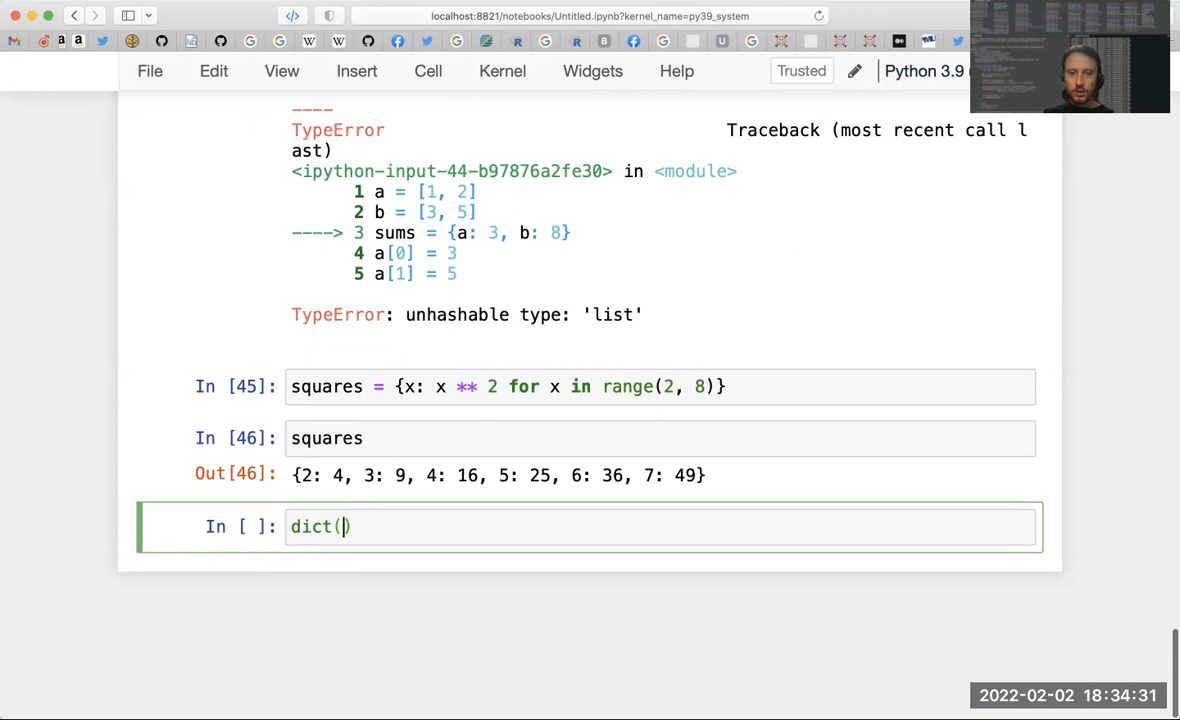 localhost:8821/notebooks/Untitled.ipynb?kernel_name=py39_system
File Edit View Insert Cell Kernel Widgets Help Trusted Python 3.9
----
TypeError Traceback (most recent call l
ast)
<ipython-input-44-b97876a2fe30> in <module>
1 a = [1, 2]
2 b = [3, 5]
----> 3 sums = {a: 3, b: 8}
4 a[0] = 3
5 a[1] = 5
TypeError: unhashable type: 'list'
In [45]: squares = {x: x ** 2 for x in range(2, 8)}
In [46]: squares
Out[46]: {2: 4, 3: 9, 4: 16, 5: 25, 6: 36, 7: 49}
In [ ]: dict()
2022-02-02 18:34:31